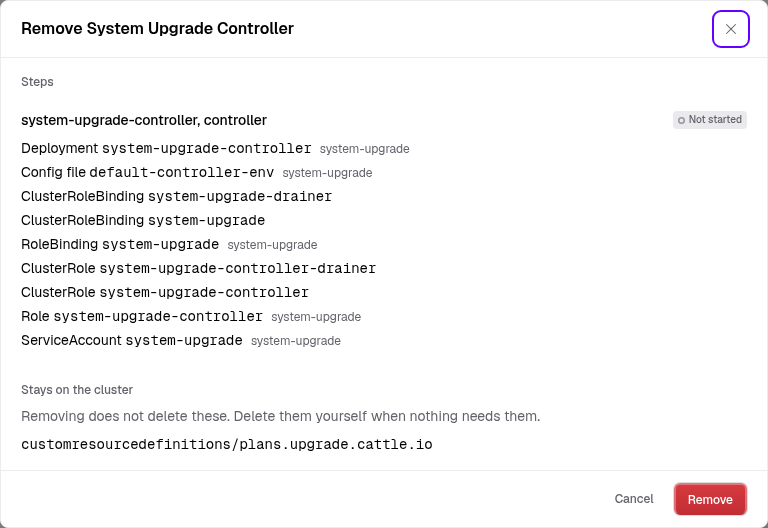 Remove System Upgrade Controller
Steps
system-upgrade-controller, controller
Not started
Deployment system-upgrade-controller system-upgrade
Config file default-controller-env system-upgrade
ClusterRoleBinding system-upgrade-drainer
ClusterRoleBinding system-upgrade
RoleBinding system-upgrade system-upgrade
ClusterRole system-upgrade-controller-drainer
ClusterRole system-upgrade-controller
Role system-upgrade-controller system-upgrade
ServiceAccount system-upgrade system-upgrade
Stays on the cluster
Removing does not delete these. Delete them yourself when nothing needs them.
customresourcedefinitions/plans.upgrade.cattle.io
Cancel
Remove